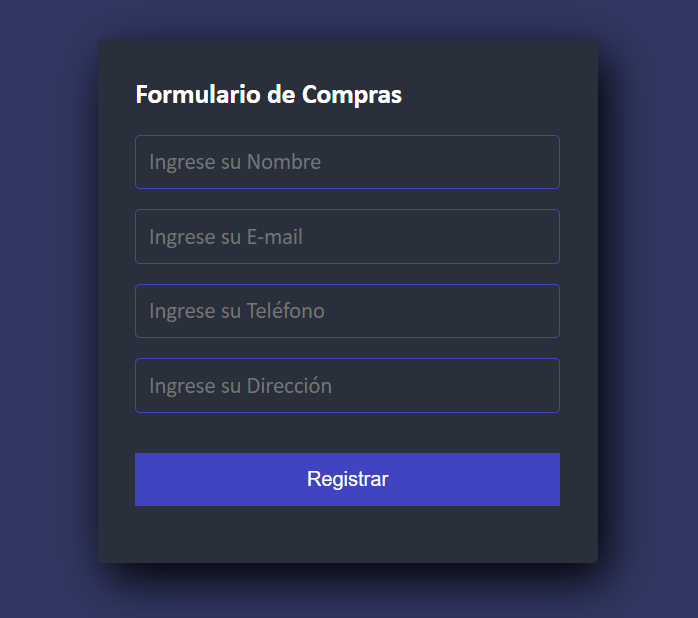 Formulario de Compras
Ingrese su Nombre
Ingrese su E-mail
Ingrese su Teléfono
Ingrese su Dirección
Registrar